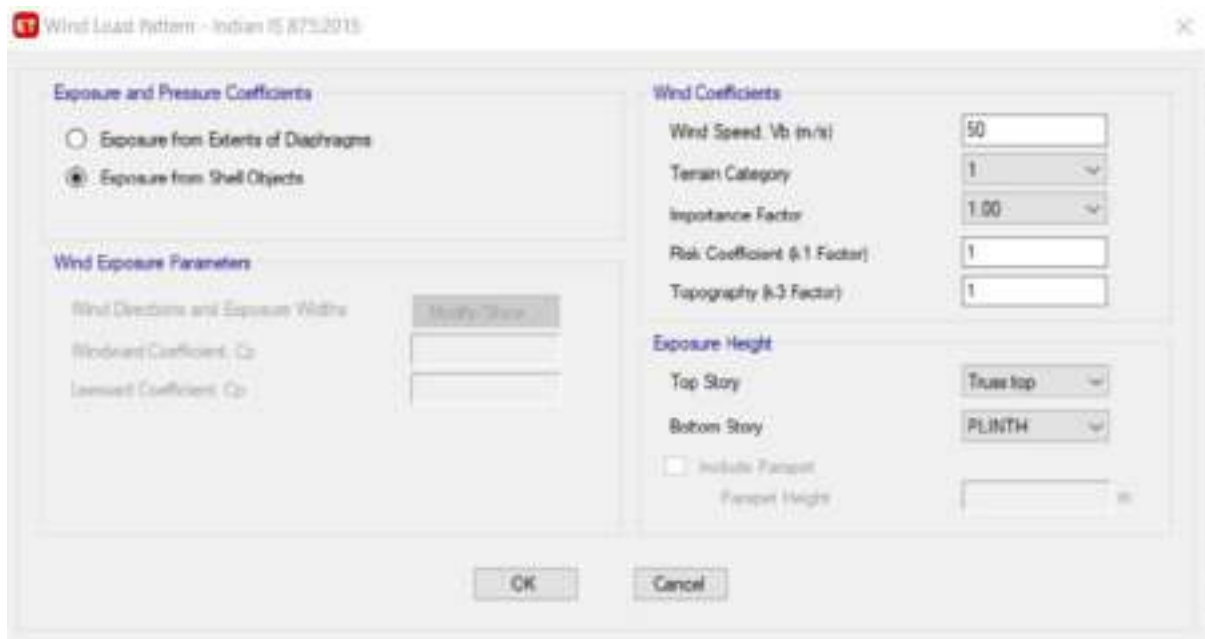 Wind Load Pattern - Indian IS 875:2015
Exposure and Pressure Coefficients
Exposure from Extents of Diaphragms
Exposure from Shell Objects
Wind Exposure Parameters
Wind Directions and Exposure Widths
Modify/Show
Windward Coefficient, Cp
Leeward Coefficient, Cp
Wind Coefficients
Wind Speed, Vb (m/s)
50
Terrain Category
1
Importance Factor
1.00
Risk Coefficient (k1 Factor)
1
Topography (k3 Factor)
1
Exposure Height
Top Story
Truss top
Bottom Story
PLINTH
Include Parapet
Parapet Height
m
OK
Cancel